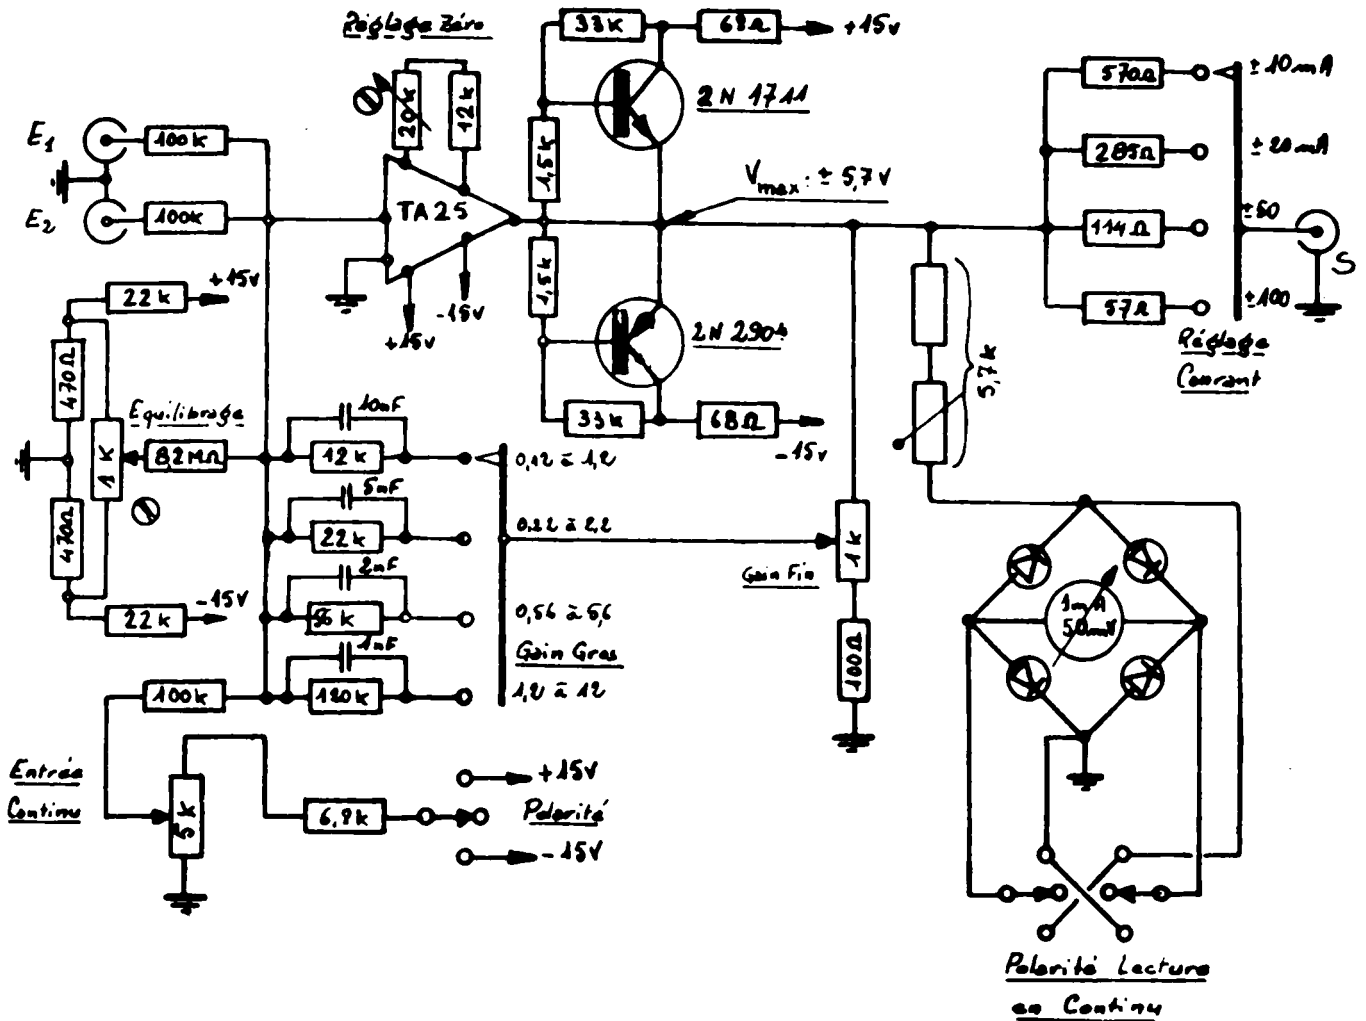 Réglage Zéro
33k
68Ω
+15v
20k
12k
2N 1711
570Ω
± 10mA
E1
100k
1,5k
285Ω
± 20mA
Vmax: ± 5,7V
E2
100k
TA25
114Ω
±50
S
+15v
22k
-15v
1,5k
57Ω
±100
+15v
2N 2904
Réglage
Courant
470Ω
5,7k
Equilibrage
10nF
33k
68Ω
-15v
1K
8,2MΩ
12k
0,12 à 1,2
5nF
470Ω
22k
0,22 à 2,2
1k
Gain Fin
2nF
22k
-15V
56k
0,56 à 5,6
1mA
50mV
1nF
Gain Gros
100Ω
100k
120k
1,2 à 12
Entrée
Continu
+15V
5k
6,8k
Polarité
-15V
Polarité Lecture
en Continu